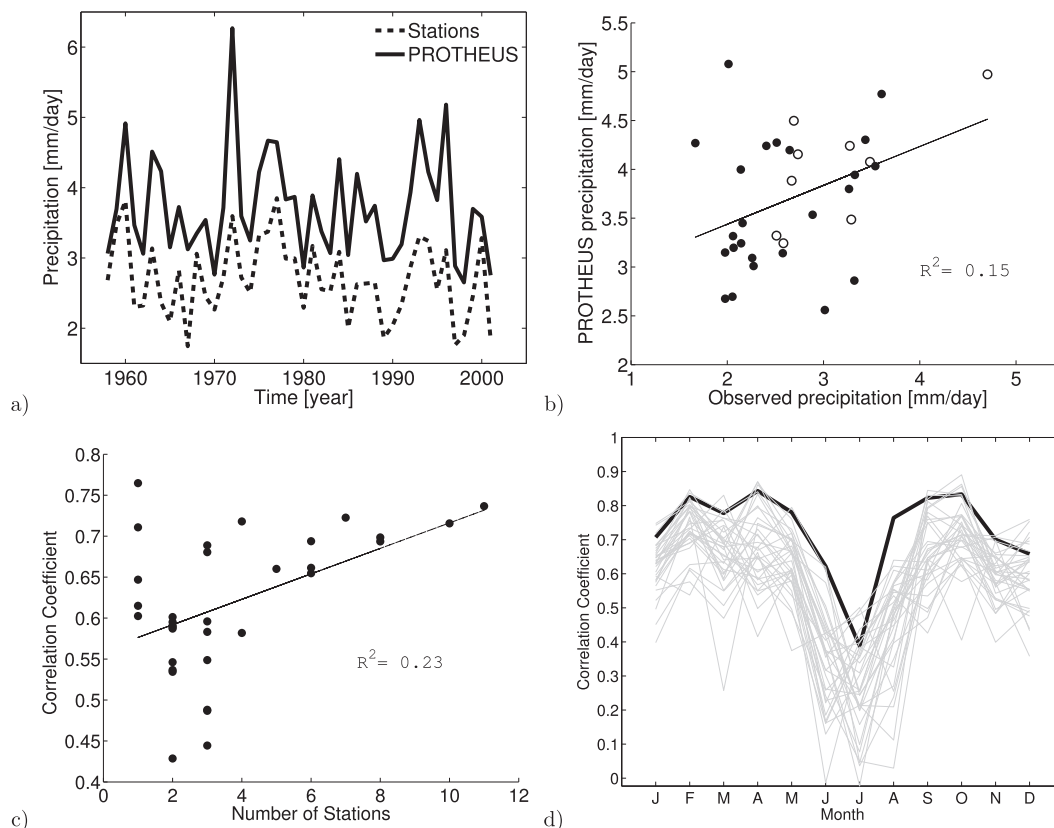 Stations
PROTHEUS
Precipitation [mm/day]
6
5
4
3
2
1960
1970
1980
1990
2000
Time [year]
a)
PROTHEUS precipitation [mm/day]
5.5
5
4.5
4
3.5
3
2.5
2
R2= 0.15
1
2
3
4
5
Observed precipitation [mm/day]
b)
Correlation Coefficient
0.8
0.75
0.7
0.65
0.6
0.55
0.5
0.45
0.4
R2= 0.23
0
2
4
6
8
10
12
Number of Stations
c)
Correlation Coefficient
1
0.9
0.8
0.7
0.6
0.5
0.4
0.3
0.2
0.1
0
J
F
M
A
M
J
J
A
S
O
N
D
Month
d)